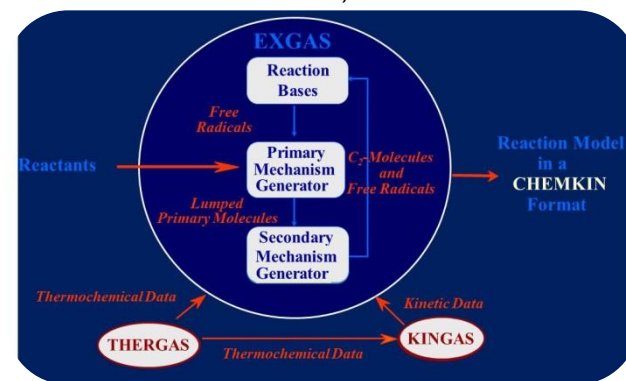 EXGAS
Reaction
Bases
Free
Radicals
Reactants
Primary
Mechanism
Generator
C₂-Molecules
and
Free Radicals
Reaction Model
in a
CHEMKIN
Format
Lumped
Primary Molecules
Secondary
Mechanism
Generator
Thermochemical Data
Kinetic Data
THERGAS
KINGAS
Thermochemical Data